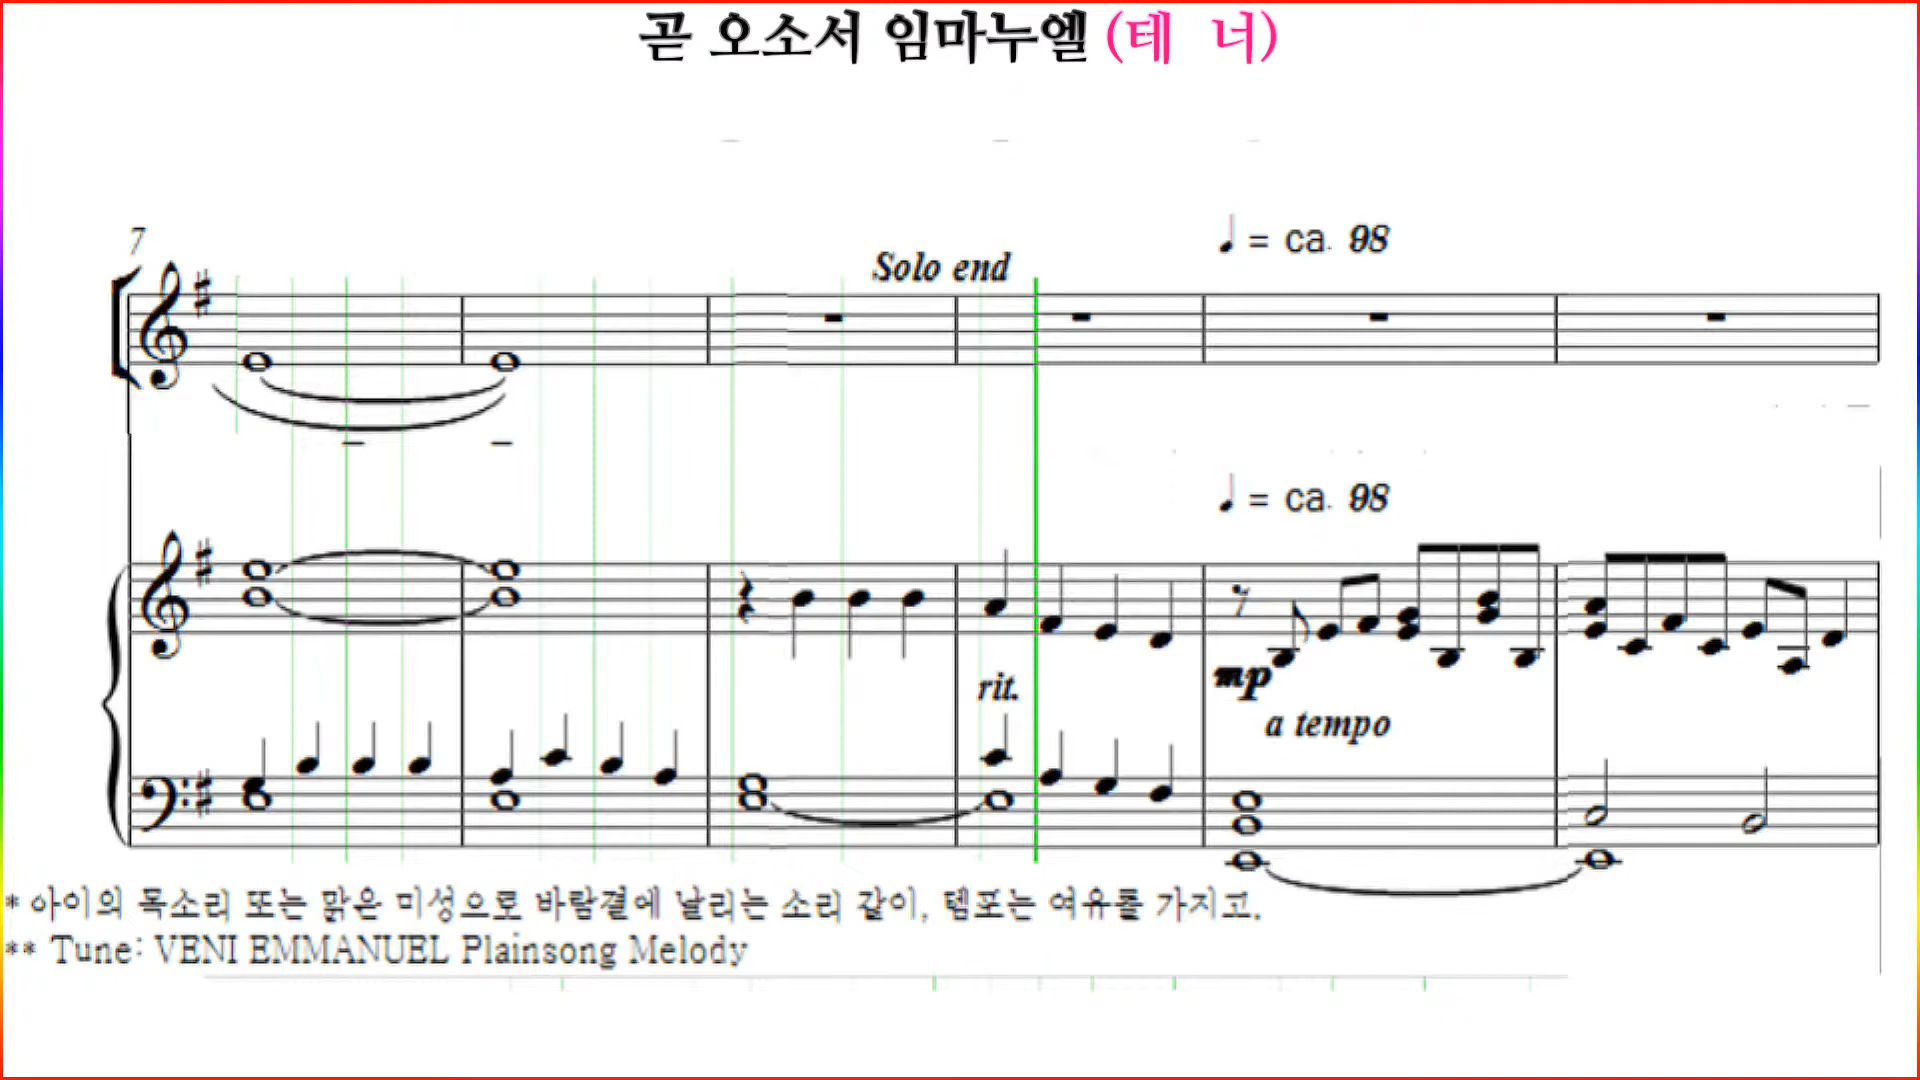 곧 오소서 임마누엘 (테 너)
7
Solo end
♩ = ca. 98
♩ = ca. 98
rit.
mp
a tempo
* 아이의 목소리 또는 맑은 미성으로 바람결에 날리는 소리 같이, 템포는 여유를 가지고.
** Tune: VENI EMMANUEL Plainsong Melody